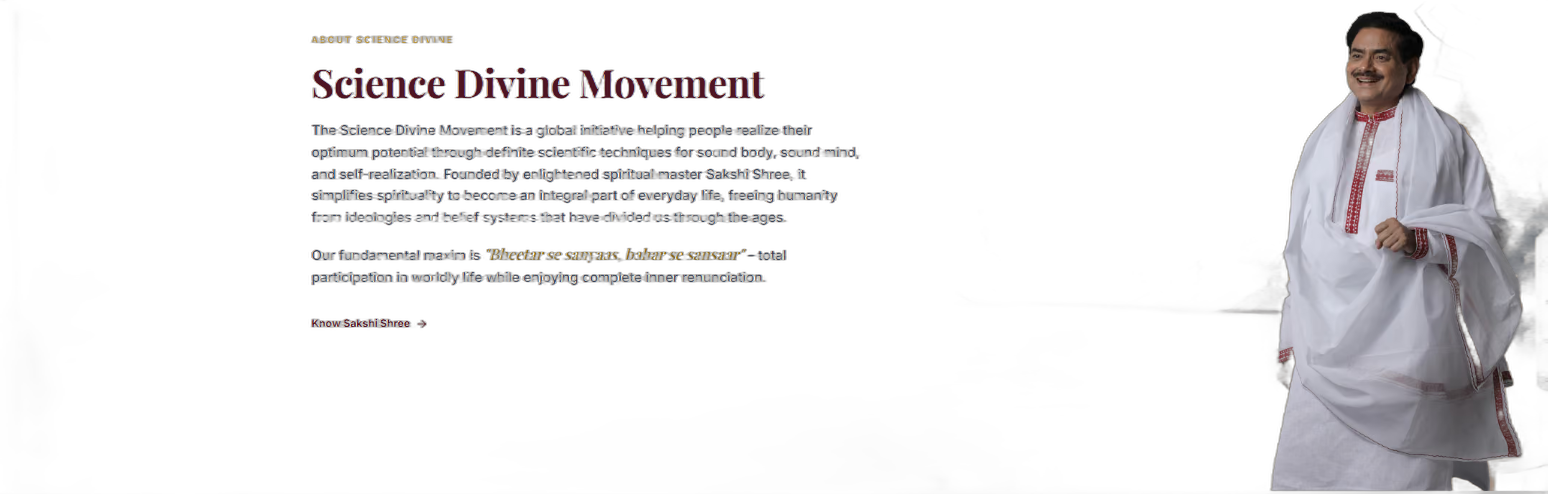 ABOUT SCIENCE DIVINE
Science Divine Movement
The Science Divine Movement is a global initiative helping people realize their
optimum potential through definite scientific techniques for sound body, sound mind,
and self-realization. Founded by enlightened spiritual master Sakshi Shree, it
simplifies spirituality to become an integral part of everyday life, freeing humanity
from ideologies and belief systems that have divided us through the ages.
Our fundamental maxim is "Bheetar se sanyaas, bahar se sansaar" – total
participation in worldly life while enjoying complete inner renunciation.
Know Sakshi Shree →